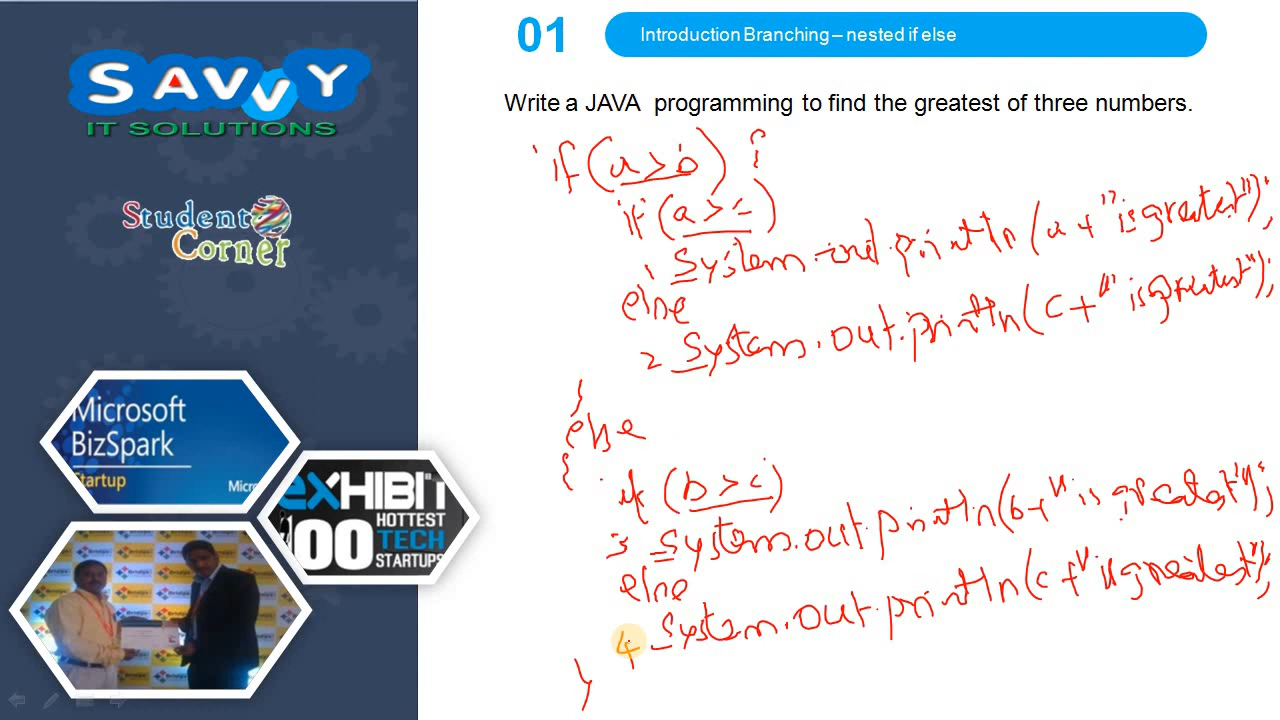 SAVVY
IT SOLUTIONS
Student
Corner
Microsoft
BizSpark
Startup
Micr
eXHIBIT
100 HOTTEST
TECH
STARTUPS
01
Introduction Branching – nested if else
Write a JAVA programming to find the greatest of three numbers.
if (a>b) {
if (a>c)
1 System.out.println(a+"is greatest");
else
2 System.out.println(c+"is greatest");
}
else
{
if (b>c)
3 System.out.println(b+"is greatest");
else
4 System.out.println(c+"is greatest");
}